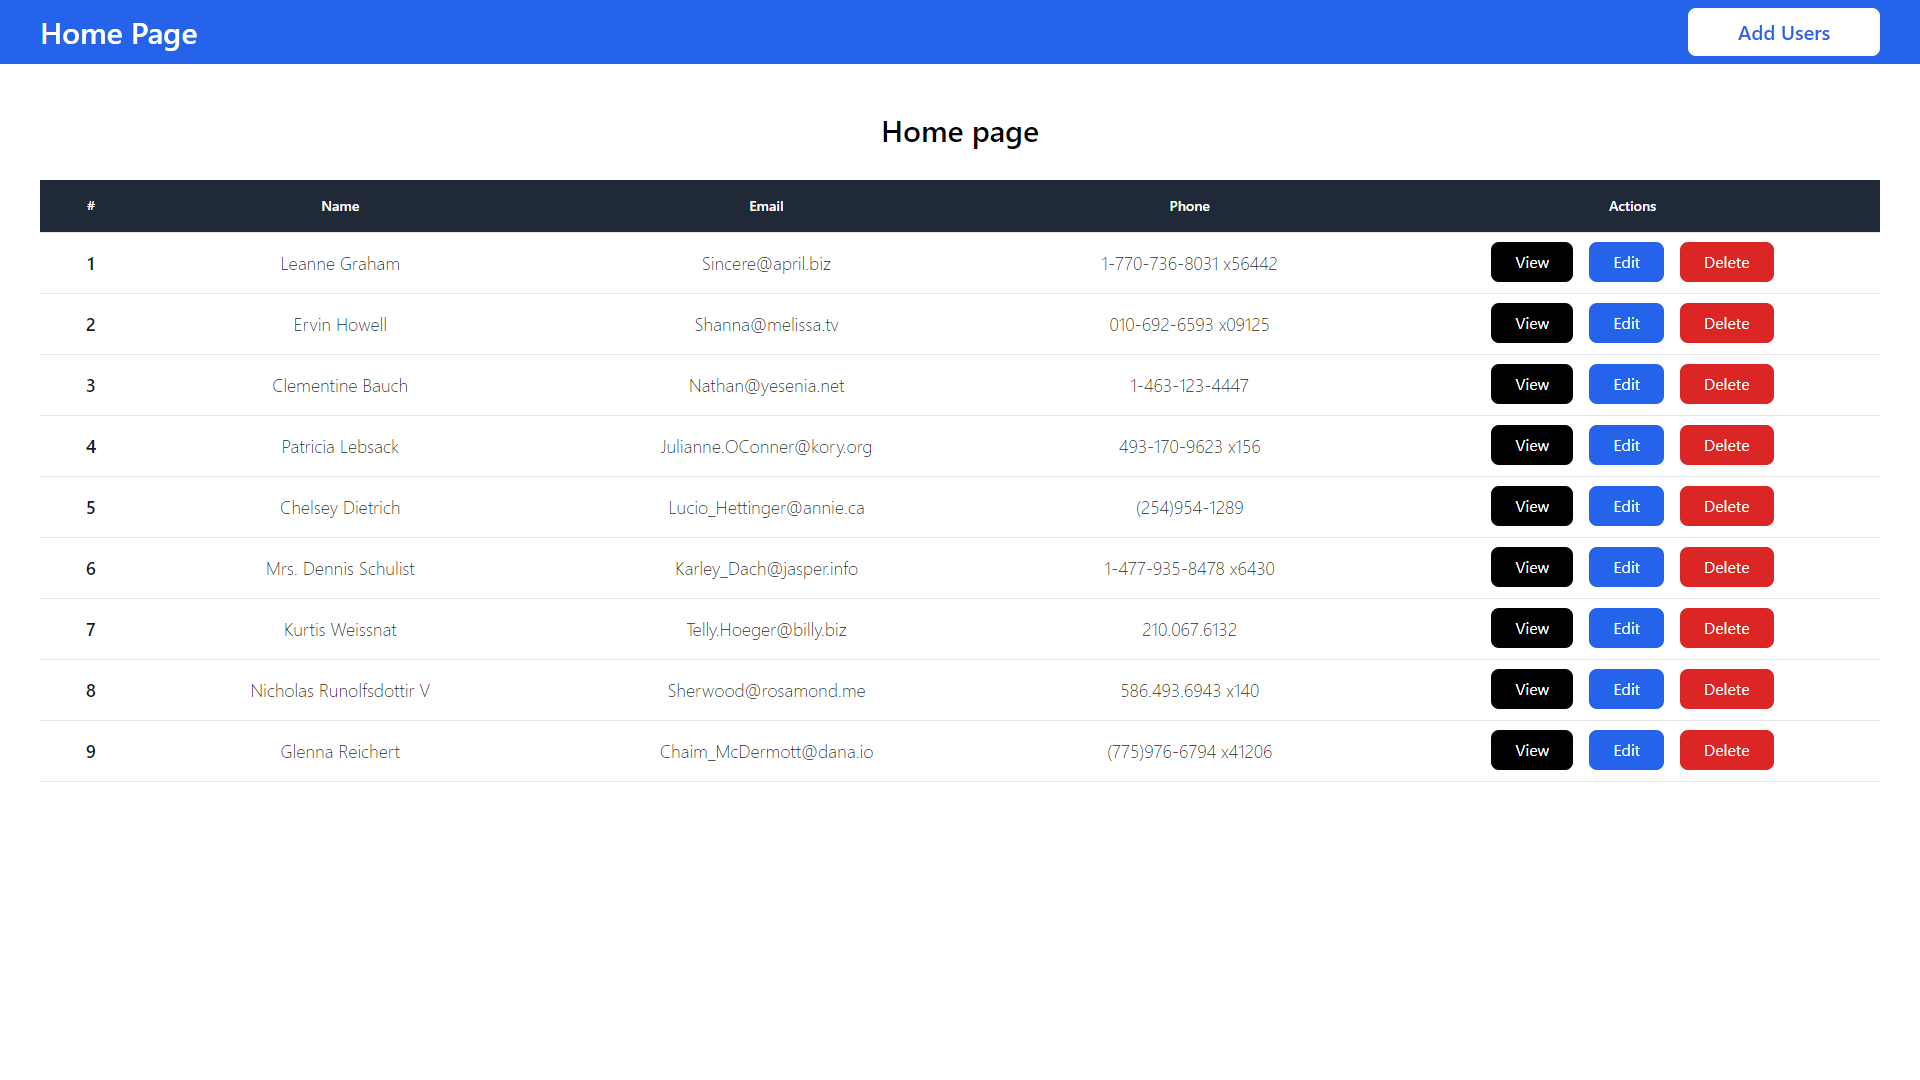 Home Page Add Users
Home page
# Name Email Phone Actions
1 Leanne Graham Sincere@april.biz 1-770-736-8031 x56442 View Edit Delete
2 Ervin Howell Shanna@melissa.tv 010-692-6593 x09125 View Edit Delete
3 Clementine Bauch Nathan@yesenia.net 1-463-123-4447 View Edit Delete
4 Patricia Lebsack Julianne.OConner@kory.org 493-170-9623 x156 View Edit Delete
5 Chelsey Dietrich Lucio_Hettinger@annie.ca (254)954-1289 View Edit Delete
6 Mrs. Dennis Schulist Karley_Dach@jasper.info 1-477-935-8478 x6430 View Edit Delete
7 Kurtis Weissnat Telly.Hoeger@billy.biz 210.067.6132 View Edit Delete
8 Nicholas Runolfsdottir V Sherwood@rosamond.me 586.493.6943 x140 View Edit Delete
9 Glenna Reichert Chaim_McDermott@dana.io (775)976-6794 x41206 View Edit Delete